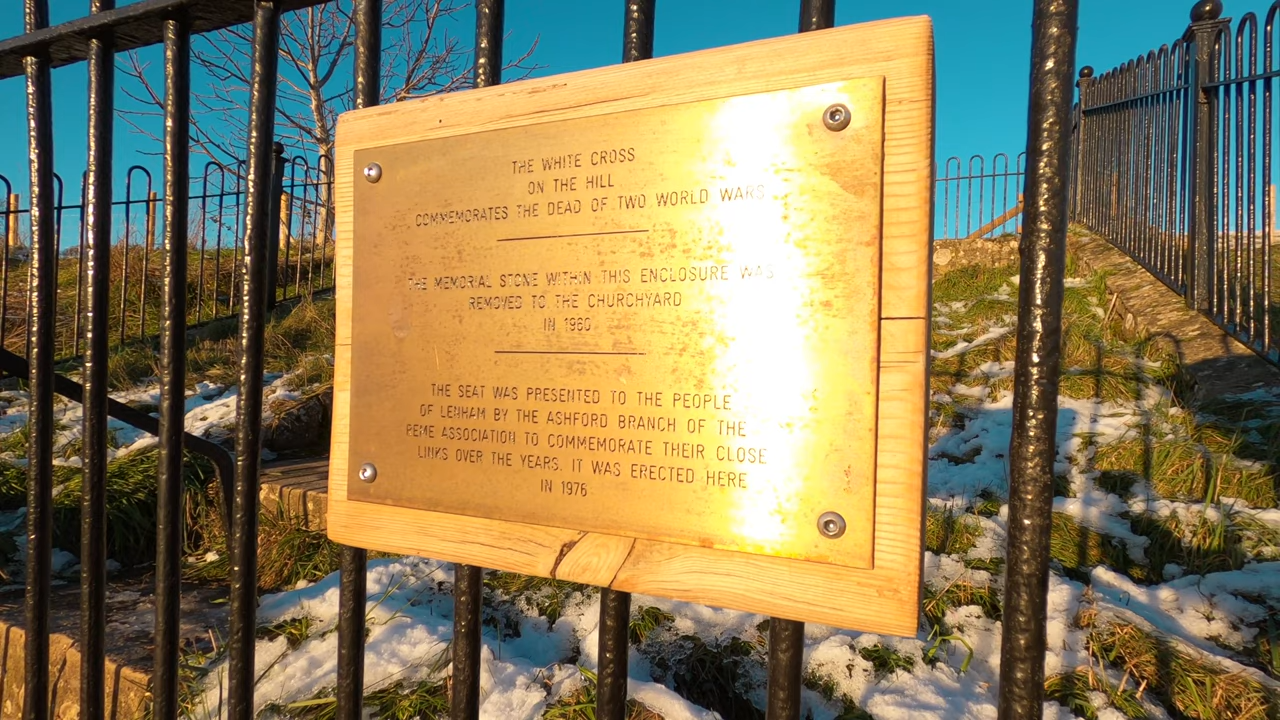 THE WHITE CROSS
ON THE HILL
COMMEMORATES THE DEAD OF TWO WORLD WARS
THE MEMORIAL STONE WITHIN THIS ENCLOSURE WAS
REMOVED TO THE CHURCHYARD
IN 1960
THE SEAT WAS PRESENTED TO THE PEOPLE
OF LENHAM BY THE ASHFORD BRANCH OF THE
REME ASSOCIATION TO COMMEMORATE THEIR CLOSE
LINKS OVER THE YEARS. IT WAS ERECTED HERE
IN 1976